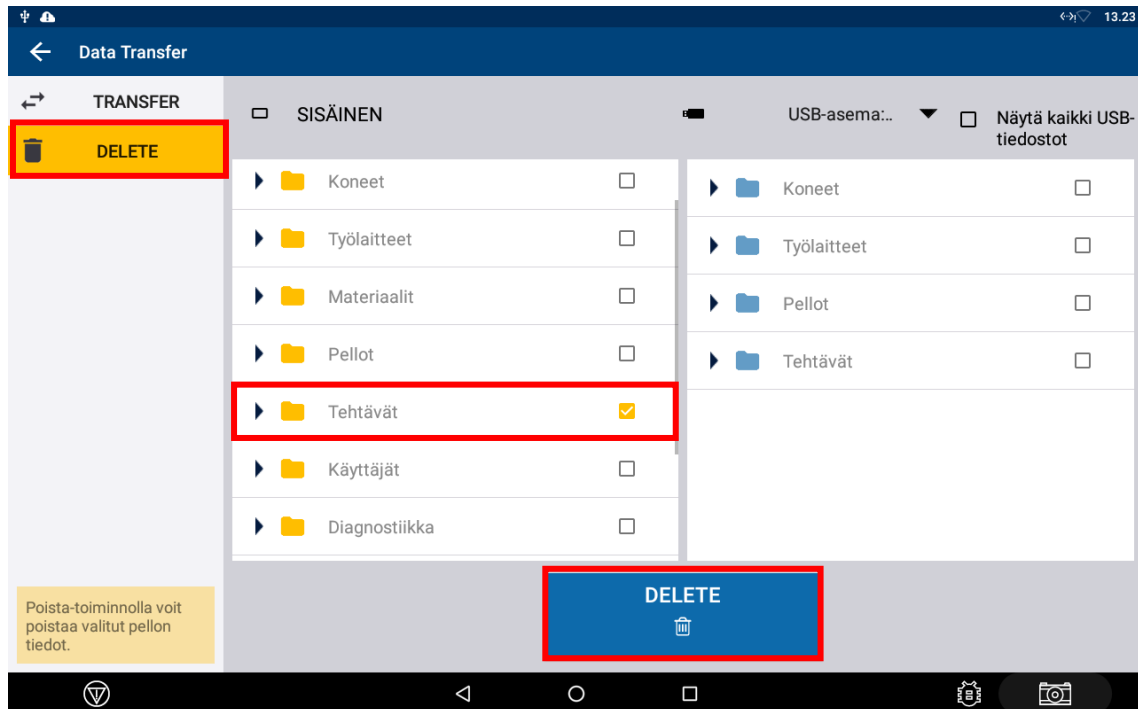 13.23
Data Transfer
TRANSFER
DELETE
SISÄINEN
USB-asema:..
Näytä kaikki USB-
tiedostot
Koneet
Työlaitteet
Materiaalit
Pellot
Tehtävät
Käyttäjät
Diagnostiikka
Koneet
Työlaitteet
Pellot
Tehtävät
Poista-toiminnolla voit
poistaa valitut pellon
tiedot.
DELETE